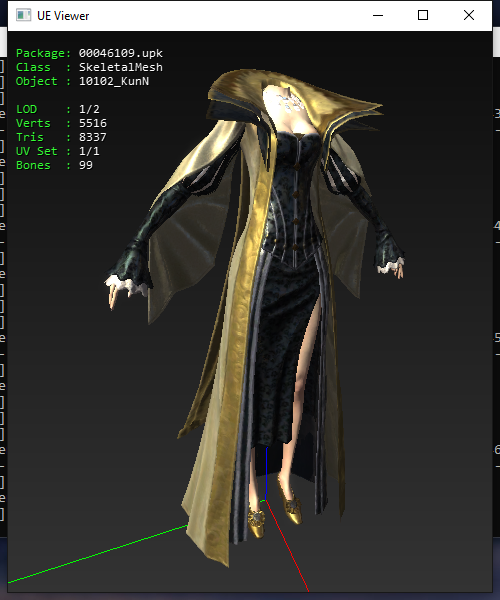 UE Viewer
Package: 00046109.upk
Class  : SkeletalMesh
Object : 10102_KunN
LOD    : 1/2
Verts  : 5516
Tris   : 8337
UV Set : 1/1
Bones  : 99